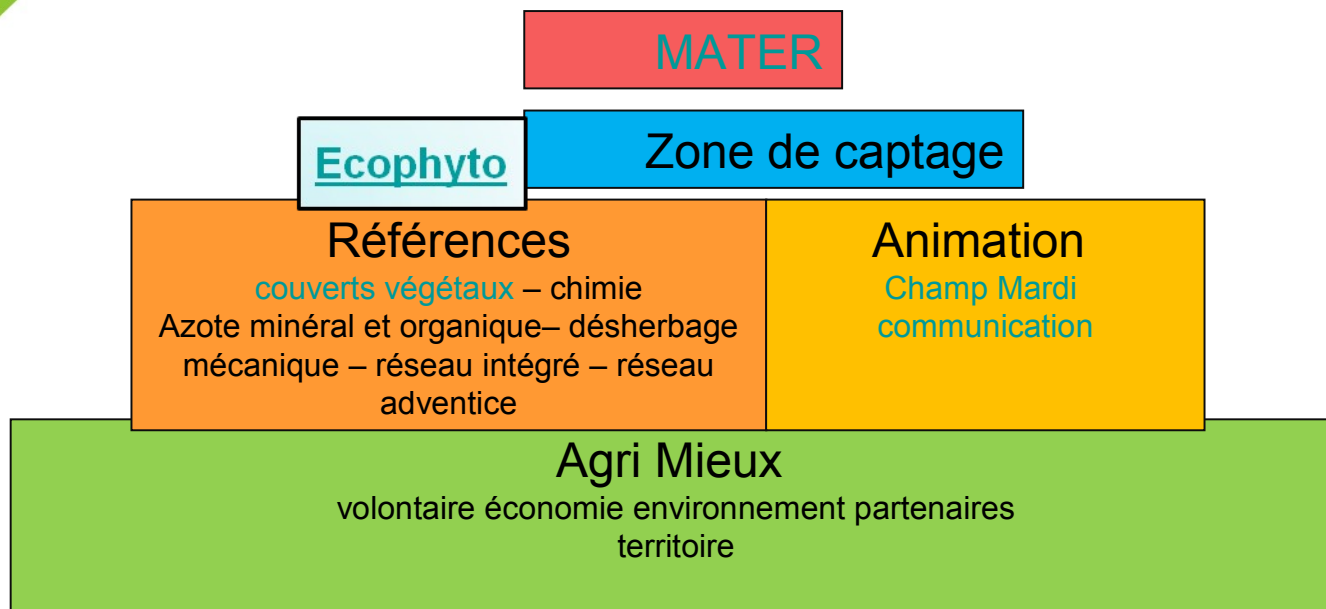 MATER
Ecophyto
Zone de captage
Références
couverts végétaux – chimie
Azote minéral et organique– désherbage
mécanique – réseau intégré – réseau
adventice
Animation
Champ Mardi
communication
Agri Mieux
volontaire économie environnement partenaires
territoire